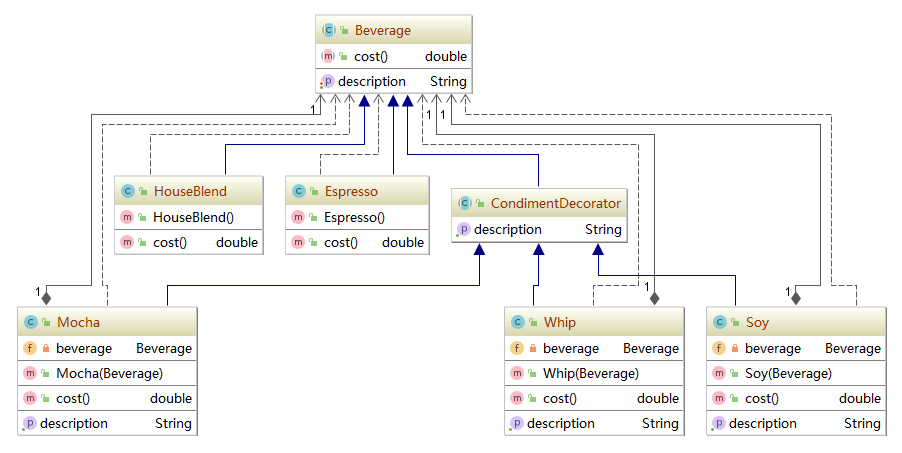 Beverage
cost() double
description String
1
1
1
HouseBlend
HouseBlend()
cost() double
Espresso
Espresso()
cost() double
CondimentDecorator
description String
1
1
1
Mocha
beverage Beverage
Mocha(Beverage)
cost() double
description String
Whip
beverage Beverage
Whip(Beverage)
cost() double
description String
Soy
beverage Beverage
Soy(Beverage)
cost() double
description String